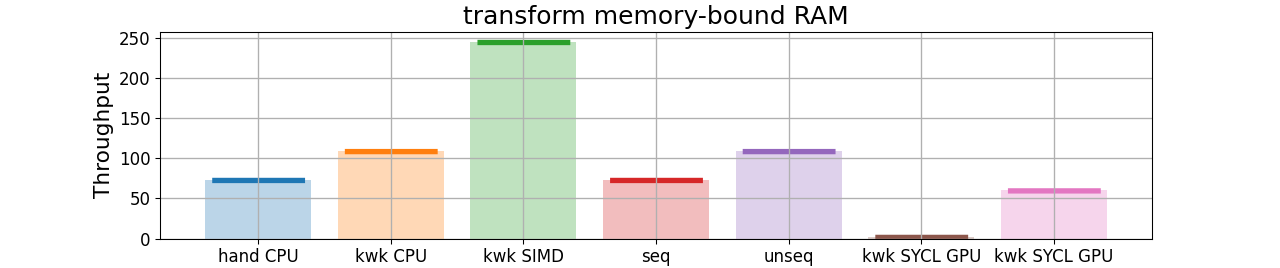 transform memory-bound RAM
Throughput
250
200
150
100
50
0
hand CPU
kwk CPU
kwk SIMD
seq
unseq
kwk SYCL GPU
kwk SYCL GPU